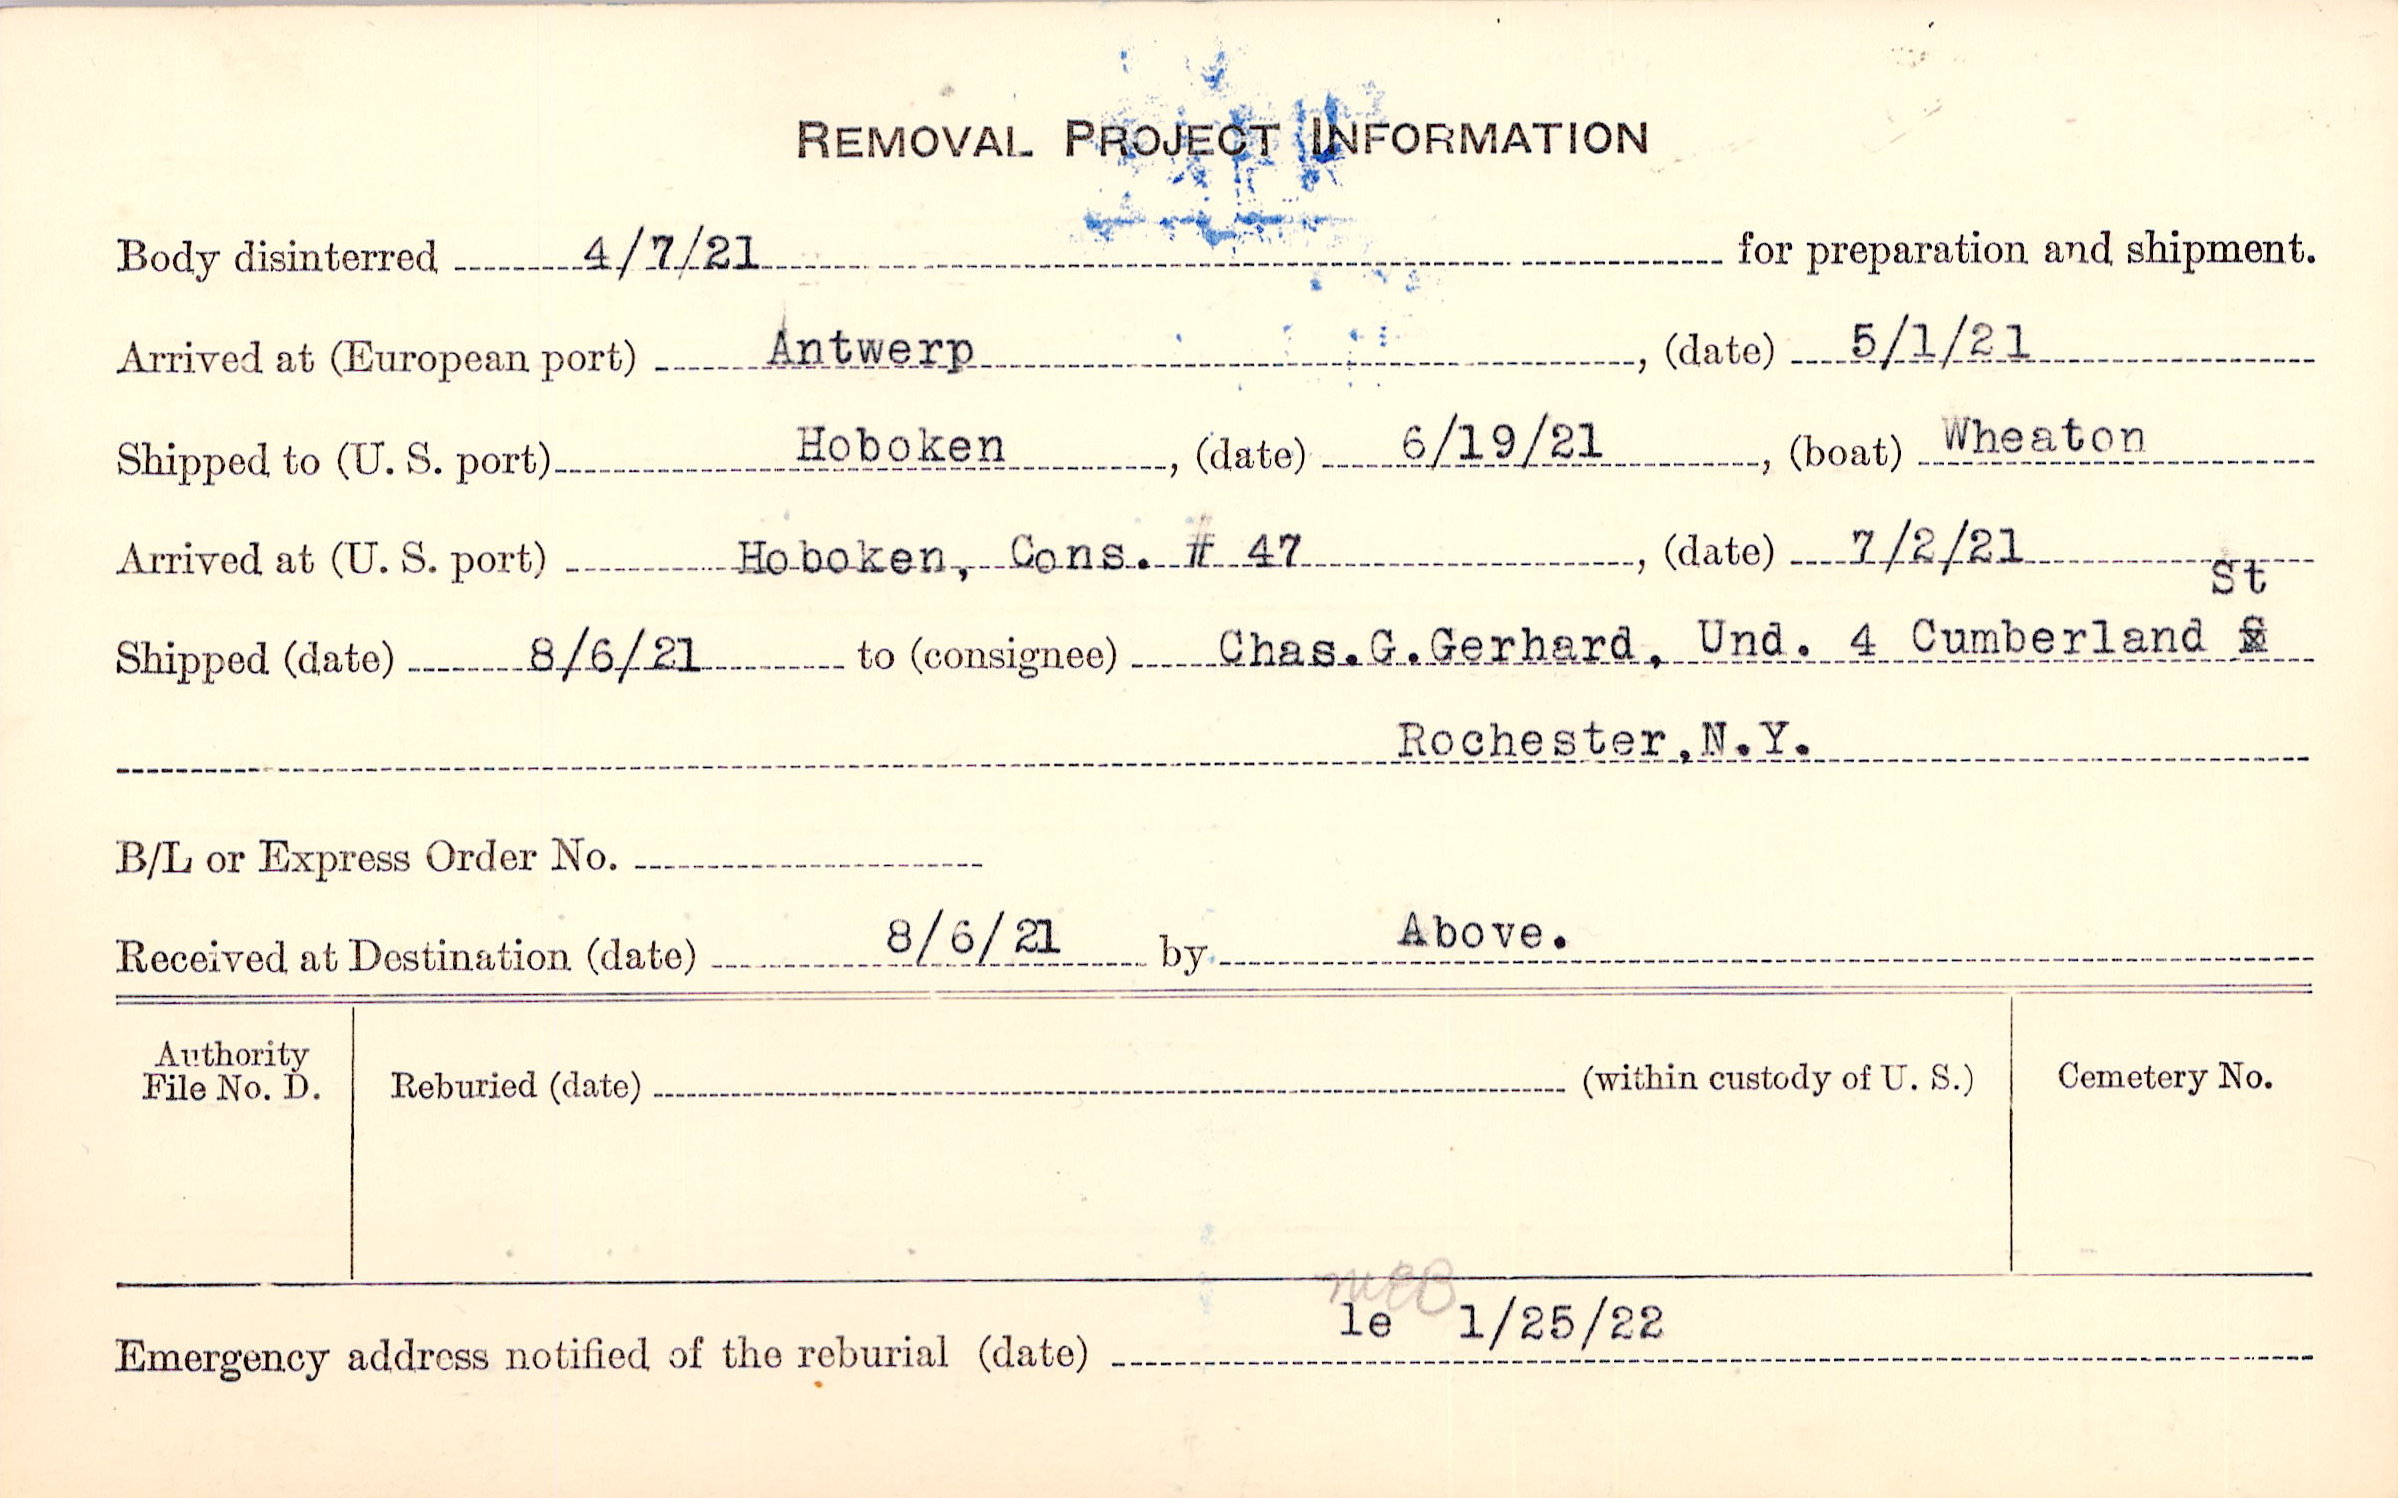 REMOVAL PROJECT INFORMATION
Body disinterred 4/7/21 for preparation and shipment.
Arrived at (European port) Antwerp, (date) 5/1/21
Shipped to (U. S. port) Hoboken, (date) 6/19/21, (boat) Wheaton
Arrived at (U. S. port) Hoboken, Cons. # 47, (date) 7/2/21
St
Shipped (date) 8/6/21 to (consignee) Chas.G.Gerhard, Und. 4 Cumberland
Rochester,N.Y.
B/L or Express Order No.
Received at Destination (date) 8/6/21 by Above.
Authority
File No. D.
Reburied (date) (within custody of U. S.)
Cemetery No.
le 1/25/22
Emergency address notified of the reburial (date)